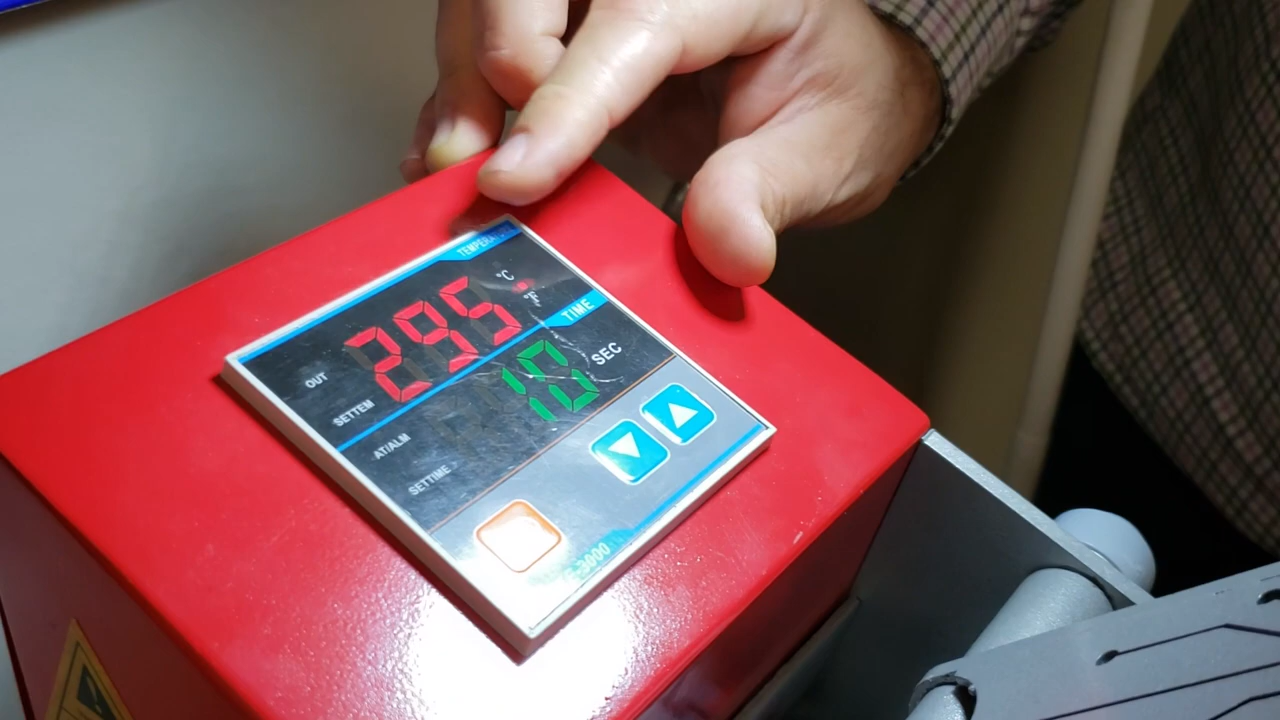 TEMPERATURE
295 °C
°F
TIME
10 SEC
OUT
SETTEM
AT/ALM
SETTIME
3000